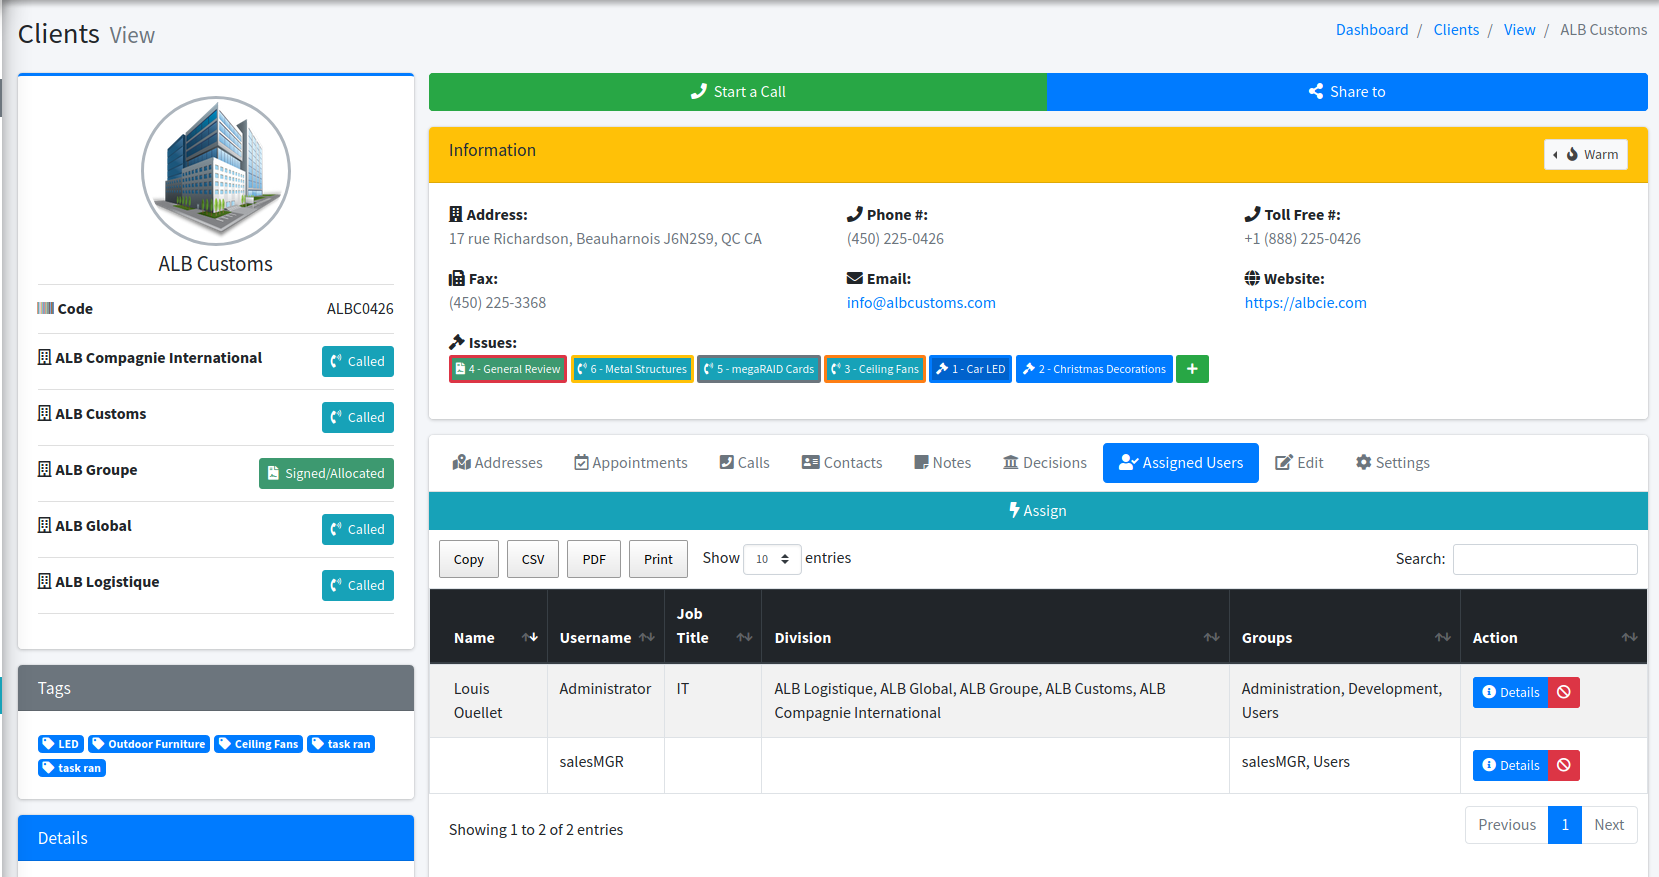 Clients View
Dashboard / Clients / View / ALB Customs
ALB Customs
Code ALBC0426
ALB Compagnie International Called
ALB Customs Called
ALB Groupe Signed/Allocated
ALB Global Called
ALB Logistique Called
Tags
LED Outdoor Furniture Ceiling Fans task ran
task ran
Details
Start a Call Share to
Information Warm
Address: Phone #: Toll Free #:
17 rue Richardson, Beauharnois J6N2S9, QC CA (450) 225-0426 +1 (888) 225-0426
Fax: Email: Website:
(450) 225-3368 info@albcustoms.com https://albcie.com
Issues:
4 - General Review 6 - Metal Structures 5 - megaRAID Cards 3 - Ceiling Fans 1 - Car LED 2 - Christmas Decorations +
Addresses Appointments Calls Contacts Notes Decisions Assigned Users Edit Settings
Assign
Copy CSV PDF Print Show 10 entries Search:
Job
Name Username Title Division Groups Action
Louis Administrator IT ALB Logistique, ALB Global, ALB Groupe, ALB Customs, ALB Administration, Development, Details
Ouellet Compagnie International Users
salesMGR salesMGR, Users Details
Showing 1 to 2 of 2 entries Previous 1 Next